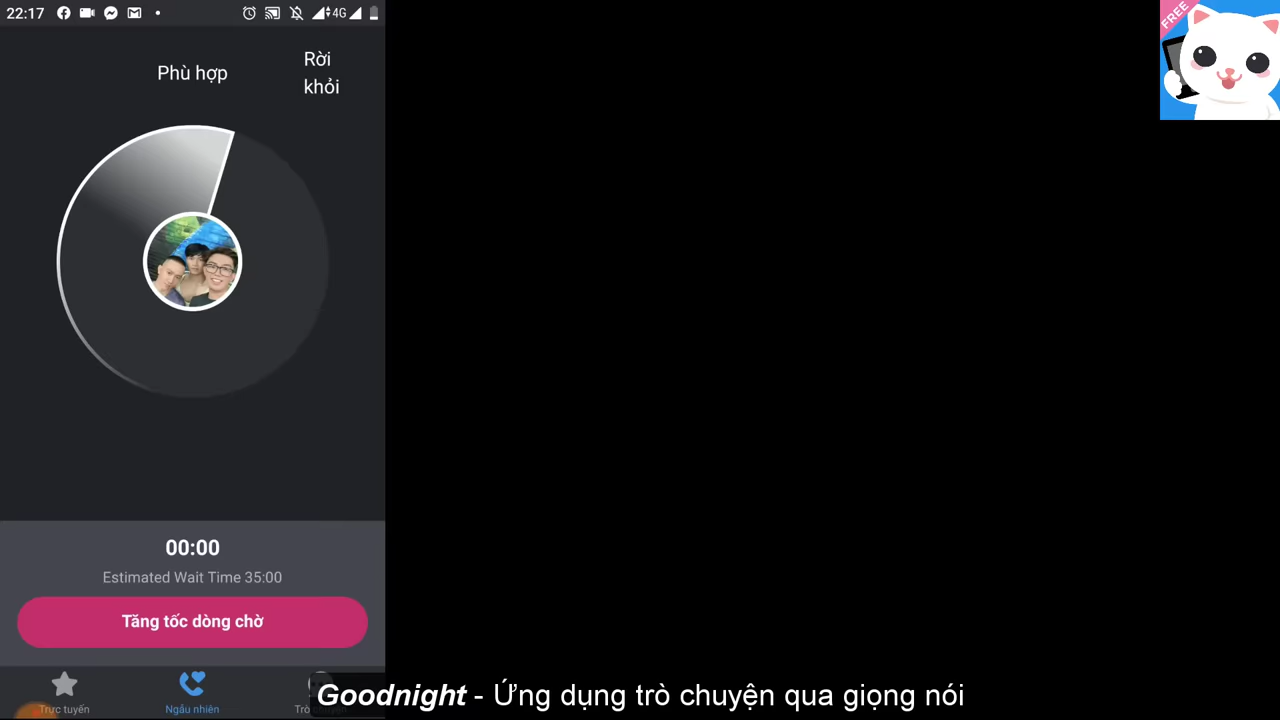 22:17
4G
FREE
Phù hợp
Rời
khỏi
00:00
Estimated Wait Time 35:00
Tăng tốc dòng chờ
Trực tuyến
Ngẫu nhiên
Goodnight - Ứng dụng trò chuyện qua giọng nói